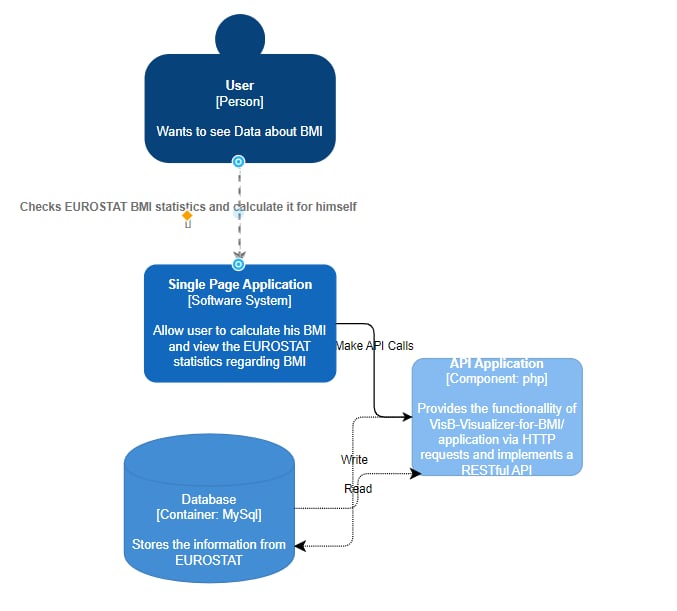 User
[Person]
Wants to see Data about BMI
Checks EUROSTAT BMI statistics and calculate it for himself
Single Page Application
[Software System]
Allow user to calculate his BMI
and view the EUROSTAT
statistics regarding BMI
Make API Calls
API Application
[Component: php]
Provides the functionallity of
VisB-Visualizer-for-BMI/
application via HTTP
requests and implements a
RESTful API
Write
Read
Database
[Container: MySql]
Stores the information from
EUROSTAT